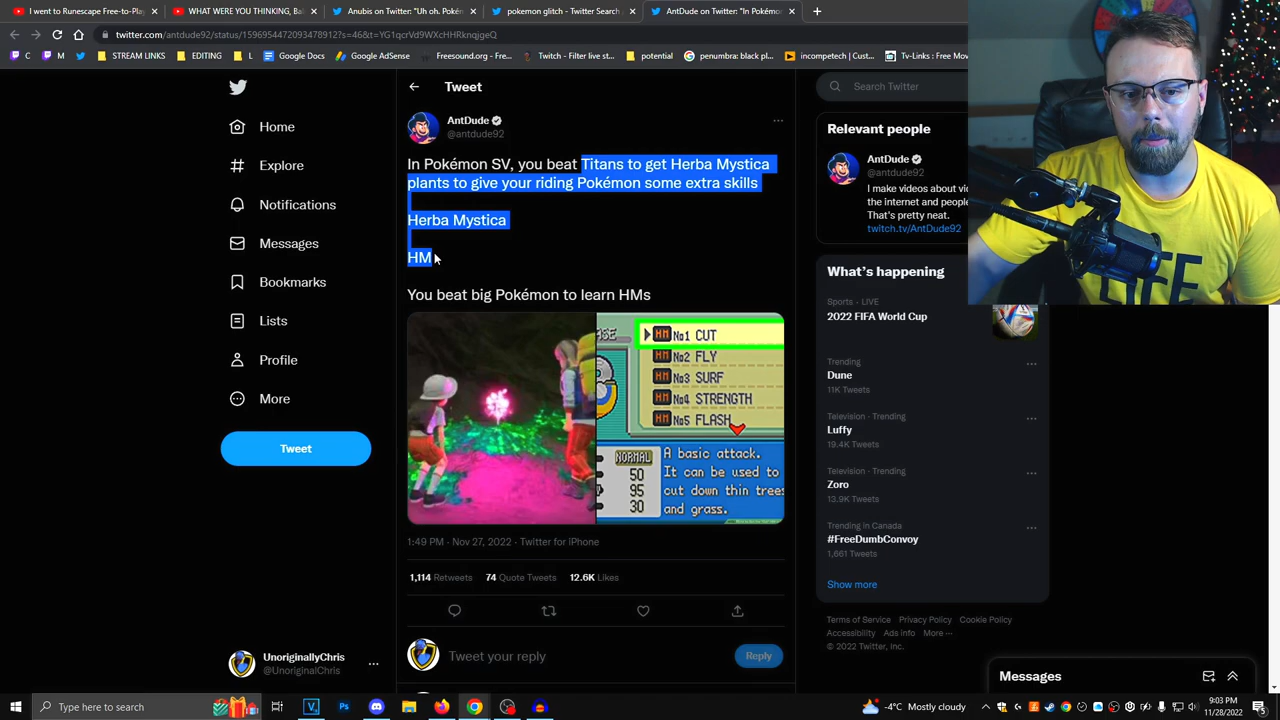 I went to Runescape Free-to-Play
WHAT WER YOU THINKING, Bab
Anubis on Twitter: "Uh oh, Pok
Twitter
AntDude on Twitter: "In Pokémon
twitter.com/antdude92/status/1596954472093478912?s=46&t=YG1qcrVd9WXcHHRknqjgeQ
STREAM LINKS
EDITING
L
Google Docs
Google AdSense
Freesound.org - Fre...
Twitch - Filter live st...
potential
penumbra: black pl...
incompetech | Custo...
Tv-Links : Free Mov
Tweet
Search Twitter
AntDude
@antdude92
Relevant people
AntDude
@antdude92
I make videos about vi
the internet and people
That's pretty neat.
twitch.tv/AntDude92
Home
Explore
Notifications
Messages
Bookmarks
Lists
Profile
More
Tweet
In Pokémon SV, you beat Titans to get Herba Mystica
plants to give your riding Pokémon some extra skills
Herba Mystica
HM
You beat big Pokémon to learn HMs
HM No1 CUT
HM No2 FLY
HM No3 SURF
HM No4 STRENGTH
HM No5 FLASH
NORMAL
50
95
30
A basic attack.
It can be used to
cut down thin trees
and grass.
1:49 PM · Nov 27, 2022 · Twitter for iPhone
1,114 Retweets 74 Quote Tweets 12.6K Likes
UnoriginallyChris
@UnoriginalChris
Tweet your reply
Reply
What's happening
Sports · LIVE
2022 FIFA World Cup
Trending
Dune
11K Tweets
Television · Trending
Luffy
19.4K Tweets
Television · Trending
Zoro
13.9K Tweets
Trending in Canada
#FreeDumbConvoy
1,661 Tweets
Show more
Terms of Service Privacy Policy Cookie Policy
Accessibility Ads info More ···
© 2022 Twitter, Inc.
Messages
Type here to search
-4°C Mostly cloudy
9:03 PM
11/28/2022